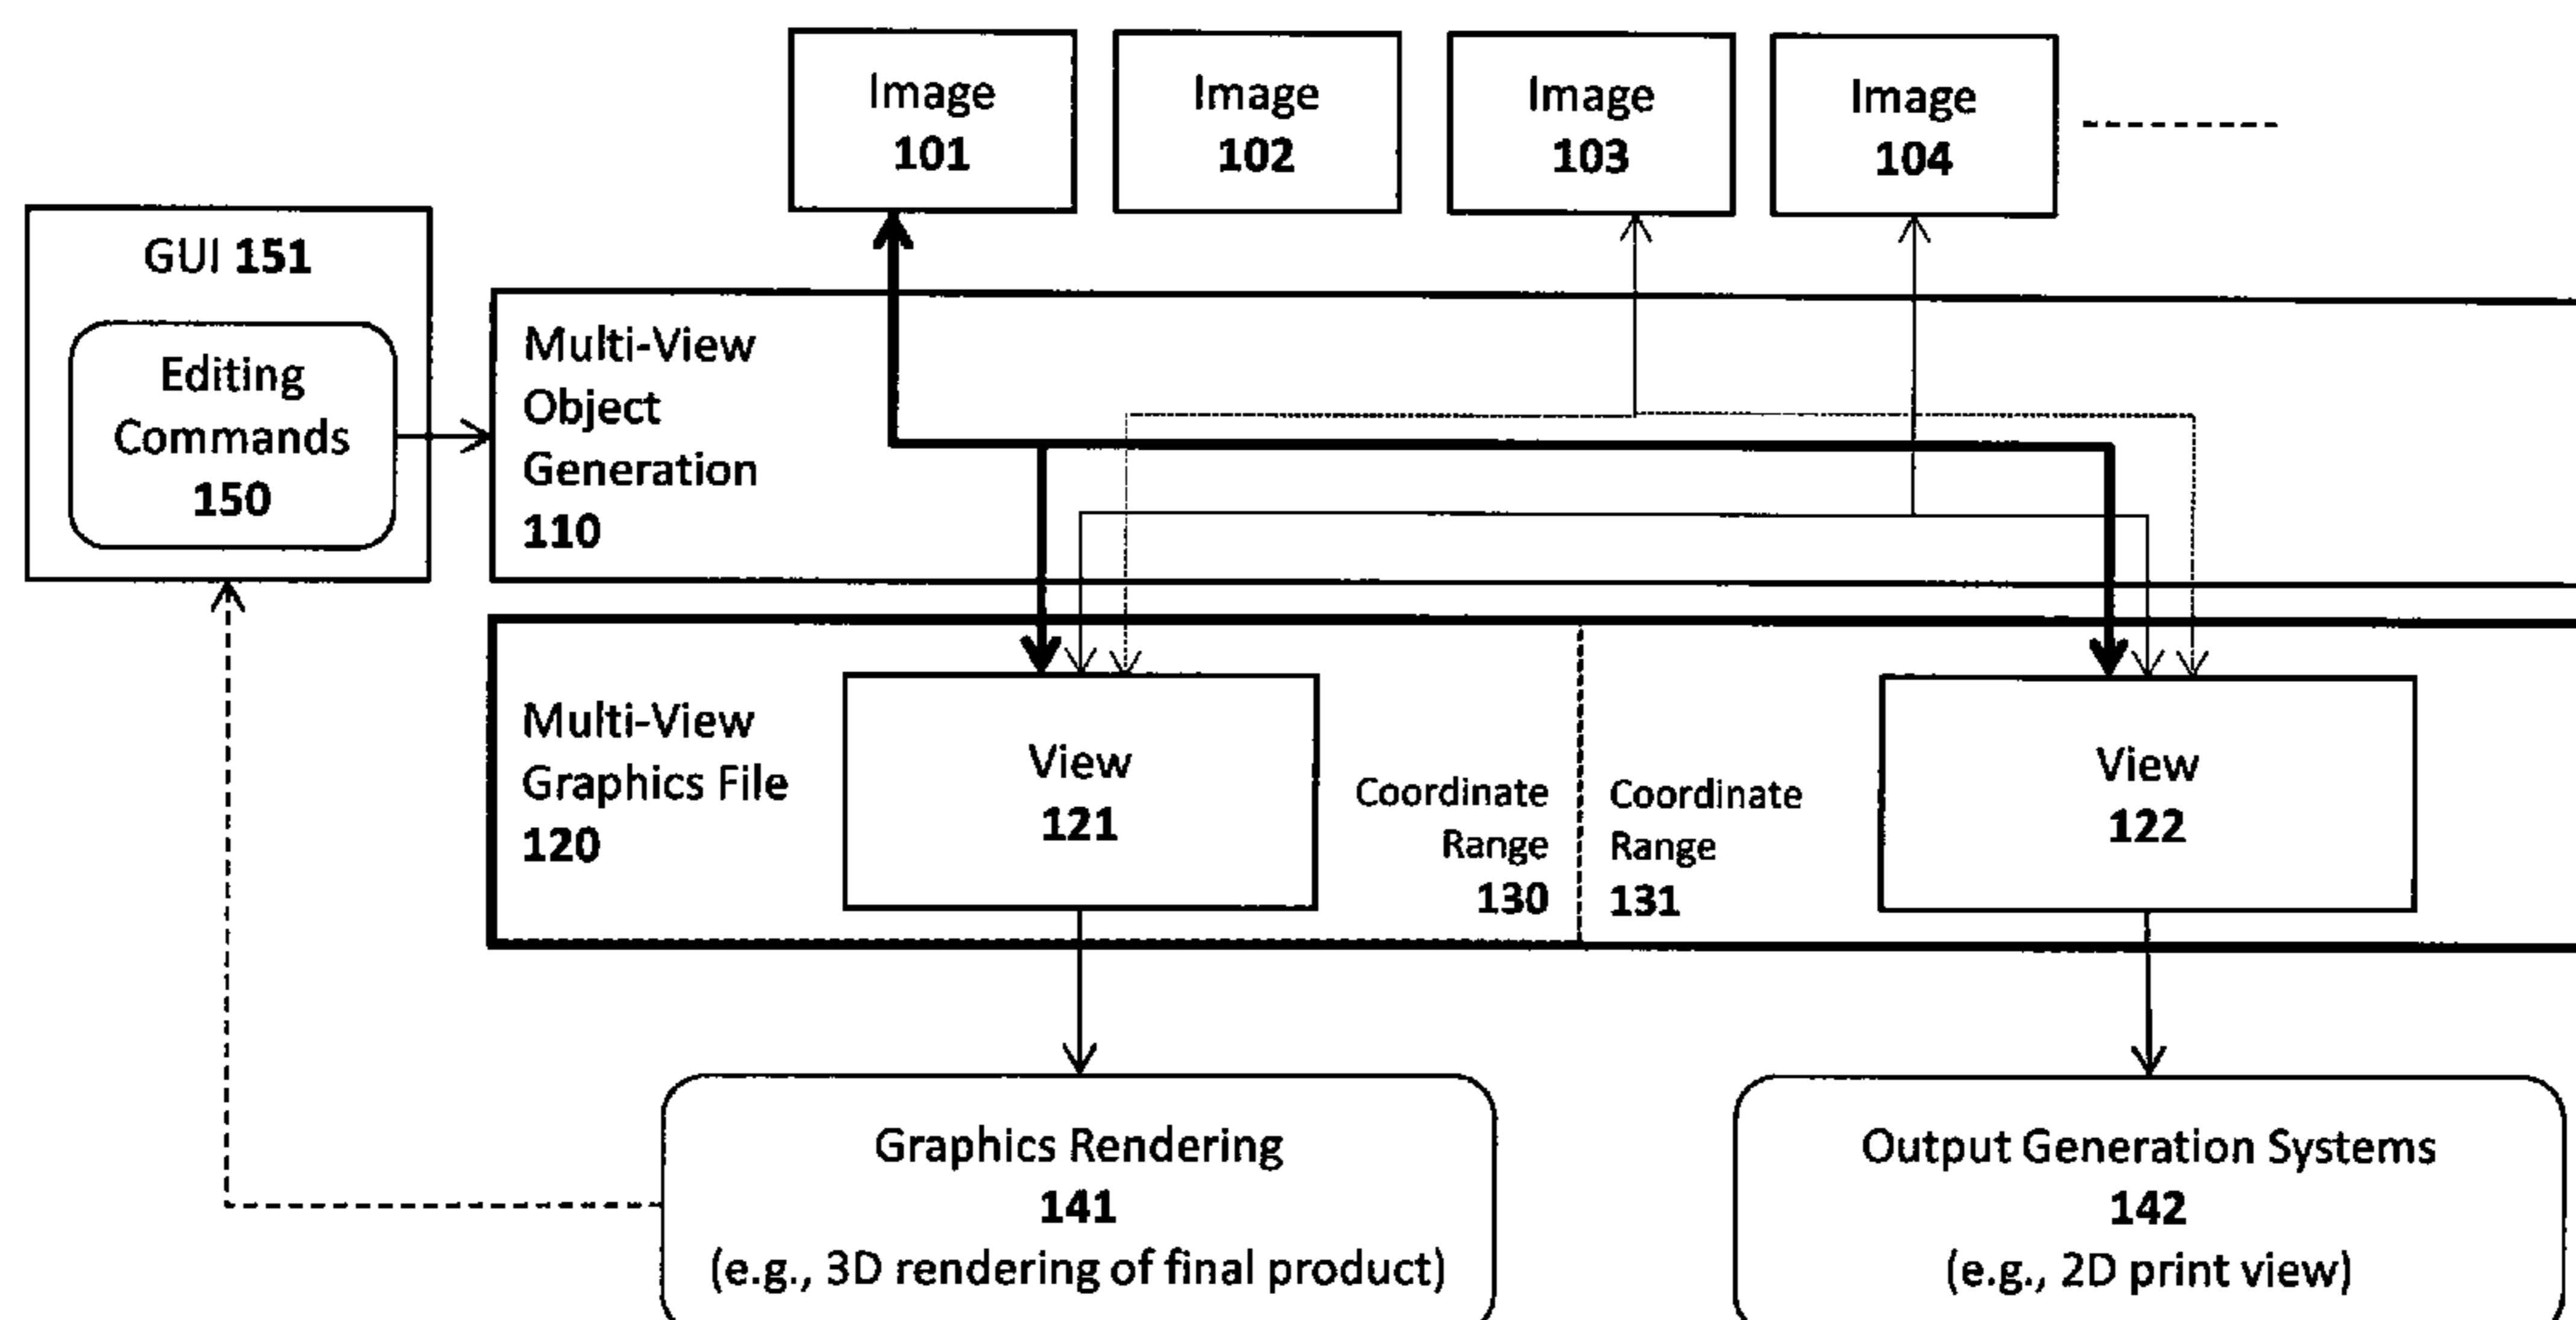 Image
101
Image
102
Image
103
Image
104
GUI 151
Editing
Commands
150
Multi-View
Object
Generation
110
Multi-View
Graphics File
120
View
121
Coordinate
Range
130
Coordinate
Range
131
View
122
Graphics Rendering
141
(e.g., 3D rendering of final product)
Output Generation Systems
142
(e.g., 2D print view)